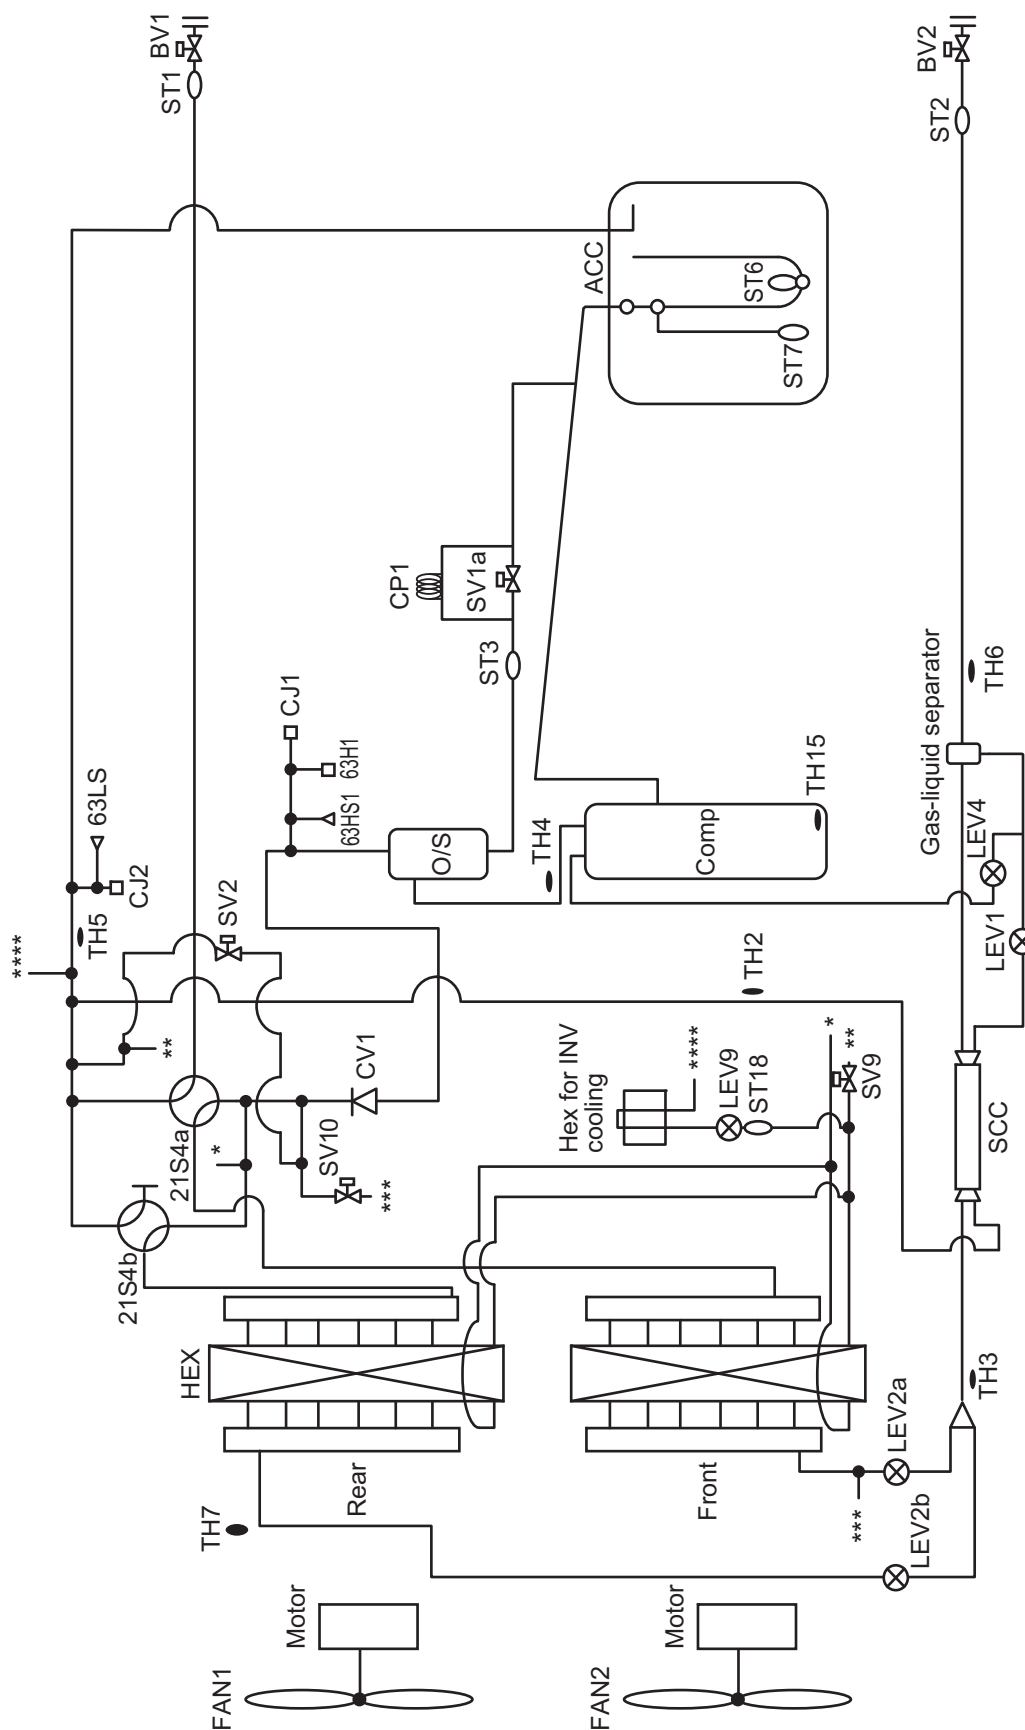 BV1
ST1
BV2
ST2
ACC
ST6
ST7
CP1
SV1a
ST3
CJ1
63H1
63HS1
O/S
TH4
Comp
TH15
Gas-liquid separator
TH6
LEV4
LEV1
63LS
CJ2
TH5
****
SV2
**
TH2
CV1
21S4a
*
SV10
***
21S4b
Hex for INV
cooling
****
LEV9
ST18
*
**
SV9
SCC
HEX
Rear
Front
TH7
TH3
LEV2a
***
LEV2b
Motor
FAN1
Motor
FAN2